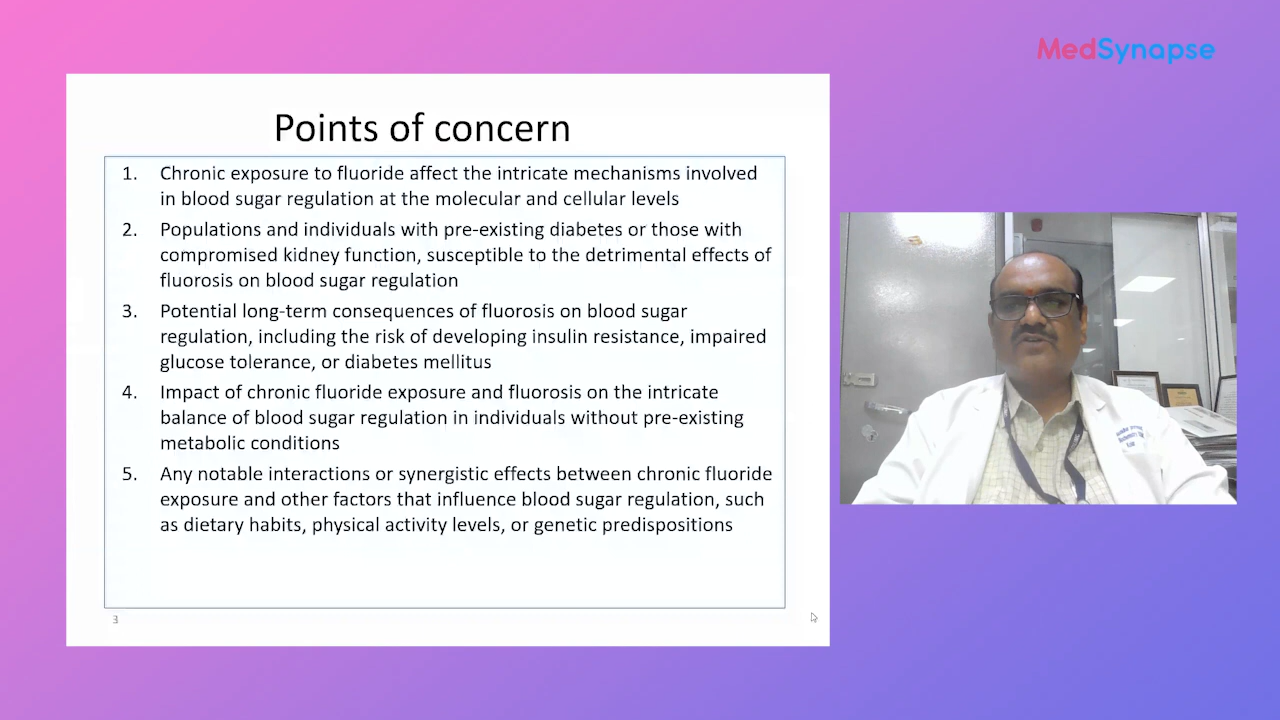 MedSynapse
Points of concern
1. Chronic exposure to fluoride affect the intricate mechanisms involved
in blood sugar regulation at the molecular and cellular levels
2. Populations and individuals with pre-existing diabetes or those with
compromised kidney function, susceptible to the detrimental effects of
fluorosis on blood sugar regulation
3. Potential long-term consequences of fluorosis on blood sugar
regulation, including the risk of developing insulin resistance, impaired
glucose tolerance, or diabetes mellitus
4. Impact of chronic fluoride exposure and fluorosis on the intricate
balance of blood sugar regulation in individuals without pre-existing
metabolic conditions
5. Any notable interactions or synergistic effects between chronic fluoride
exposure and other factors that influence blood sugar regulation, such
as dietary habits, physical activity levels, or genetic predispositions
3